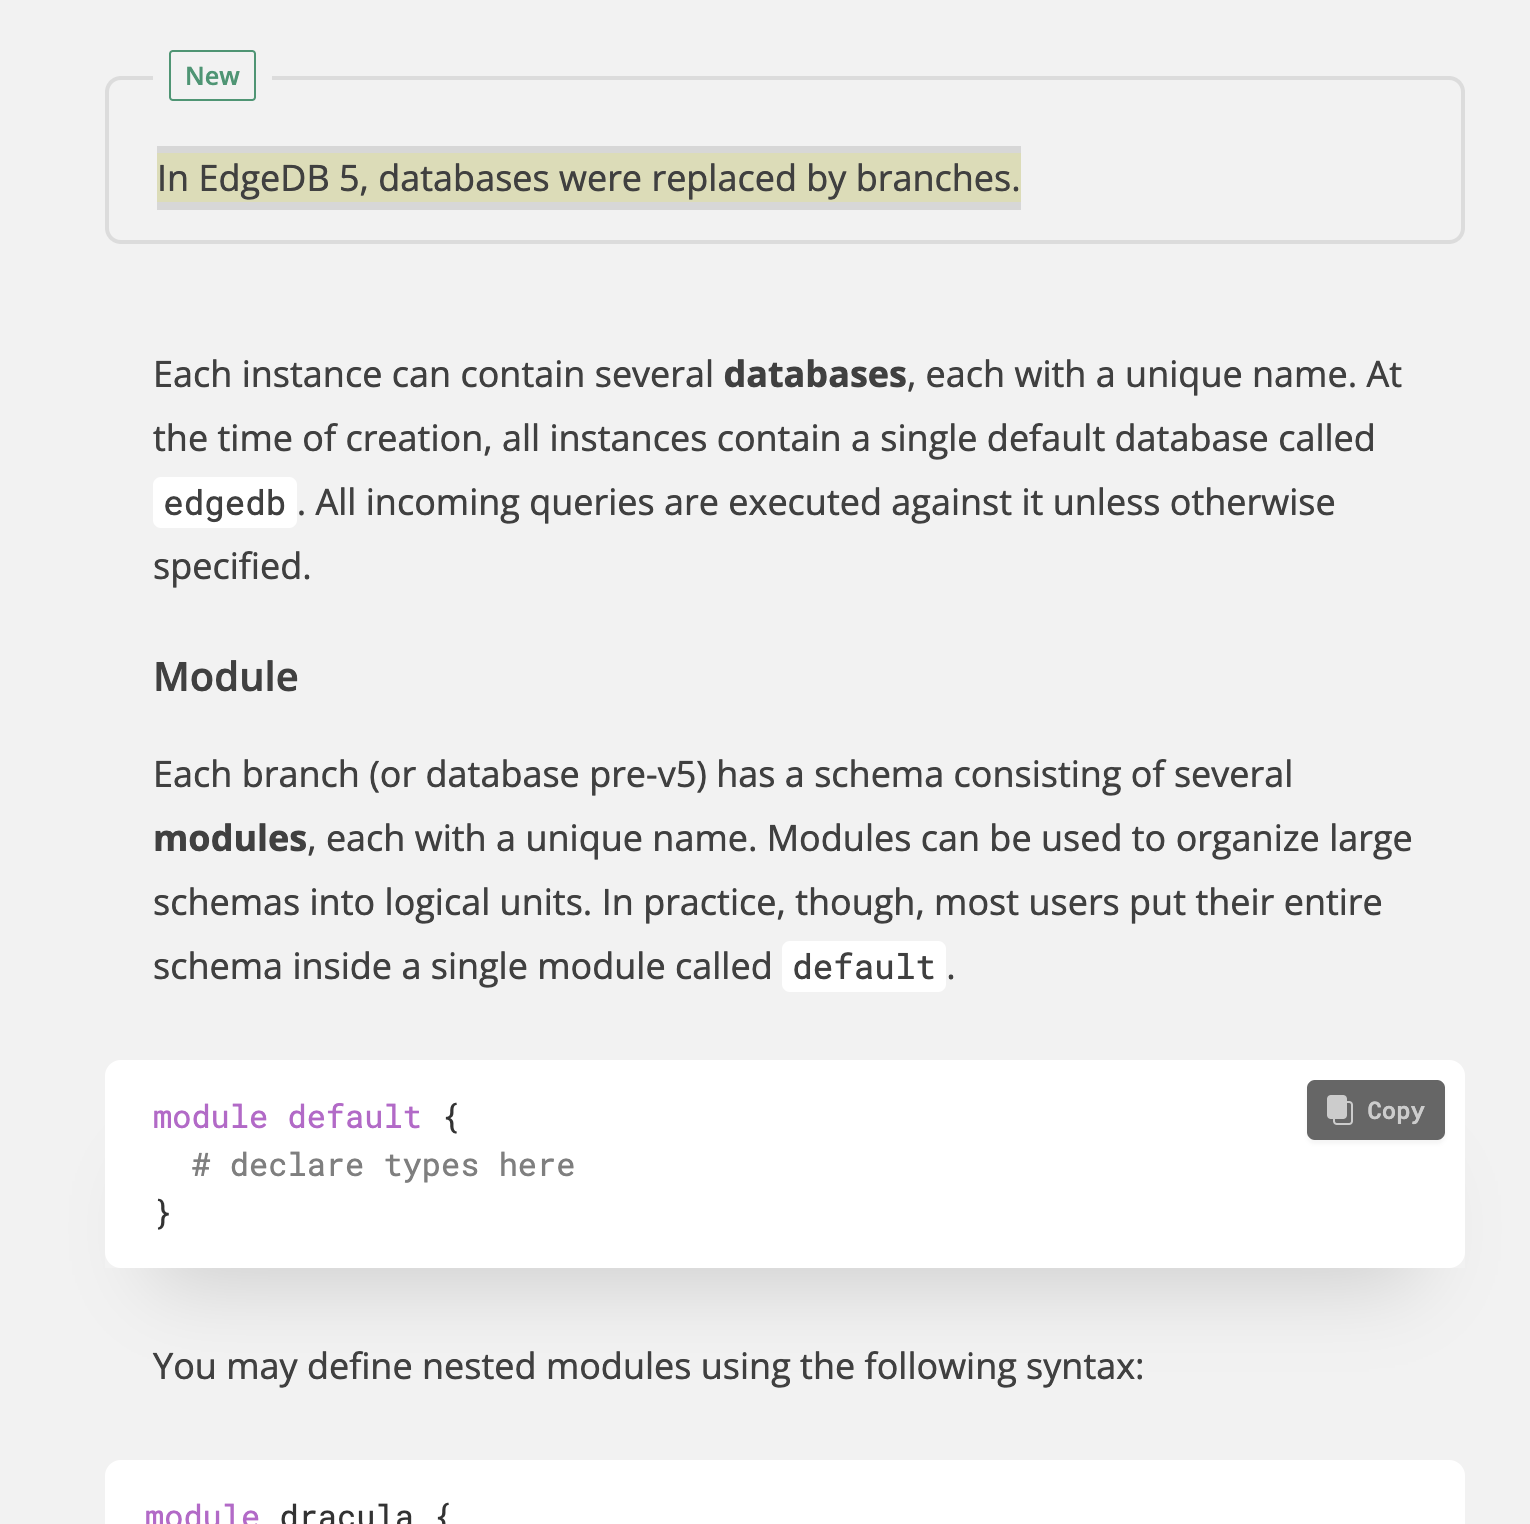 New
In EdgeDB 5, databases were replaced by branches.
Each instance can contain several databases, each with a unique name. At
the time of creation, all instances contain a single default database called
edgedb. All incoming queries are executed against it unless otherwise
specified.
Module
Each branch (or database pre-v5) has a schema consisting of several
modules, each with a unique name. Modules can be used to organize large
schemas into logical units. In practice, though, most users put their entire
schema inside a single module called default.
Copy
module default {
  # declare types here
}
You may define nested modules using the following syntax:
module dracula {